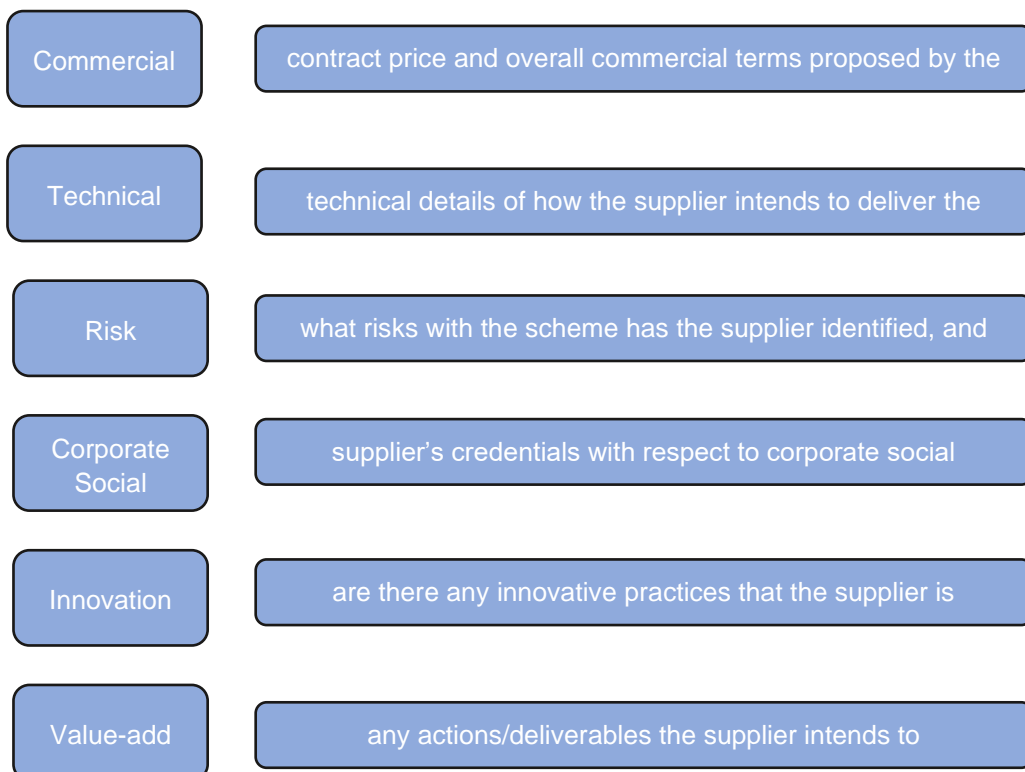 Commercial
contract price and overall commercial terms proposed by the
Technical
technical details of how the supplier intends to deliver the
Risk
what risks with the scheme has the supplier identified, and
Corporate
Social
supplier’s credentials with respect to corporate social
Innovation
are there any innovative practices that the supplier is
Value-add
any actions/deliverables the supplier intends to